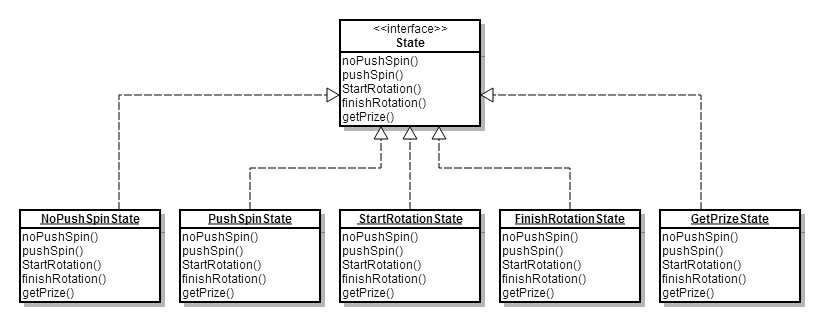 <<interface>>
State
noPushSpin()
pushSpin()
StartRotation()
finishRotation()
getPrize()
NoPushSpinState
noPushSpin()
pushSpin()
StartRotation()
finishRotation()
getPrize()
PushSpinState
noPushSpin()
pushSpin()
StartRotation()
finishRotation()
getPrize()
StartRotationState
noPushSpin()
pushSpin()
StartRotation()
finishRotation()
getPrize()
FinishRotationState
noPushSpin()
pushSpin()
StartRotation()
finishRotation()
getPrize()
GetPrizeState
noPushSpin()
pushSpin()
StartRotation()
finishRotation()
getPrize()